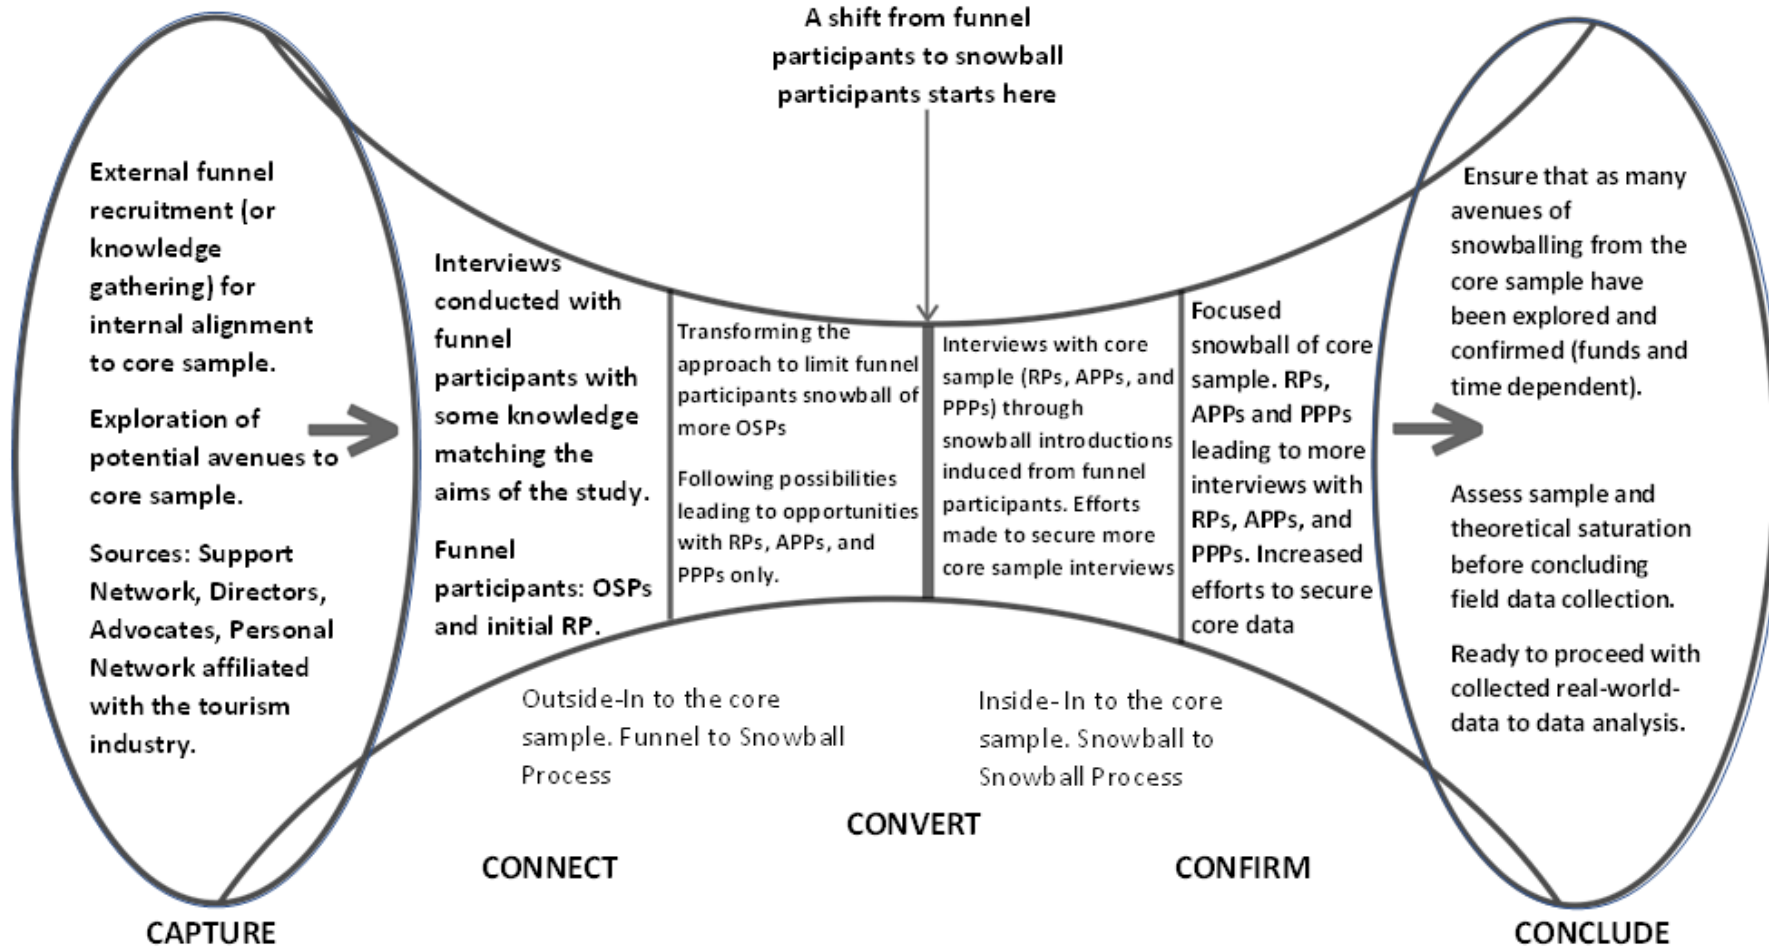 A shift from funnel
participants to snowball
participants starts here
External funnel
recruitment (or
knowledge
gathering) for
internal alignment
to core sample.
Exploration of
potential avenues to
core sample.
Sources: Support
Network, Directors,
Advocates, Personal
Network affiliated
with the tourism
industry.
Interviews
conducted with
funnel
participants with
some knowledge
matching the
aims of the study.
Funnel
participants: OSPs
and initial RP.
Transforming the
approach to limit funnel
participants snowball of
more OSPs
Following possibilities
leading to opportunities
with RPs, APPs, and
PPPs only.
Interviews with core
sample (RPs, APPs, and
PPPs) through
snowball introductions
induced from funnel
participants. Efforts
made to secure more
core sample interviews
Focused
snowball of core
sample. RPs,
APPs and PPPs
leading to more
interviews with
RPs, APPs, and
PPPs. Increased
efforts to secure
core data
Ensure that as many
avenues of
snowballing from the
core sample have
been explored and
confirmed (funds and
time dependent).
Assess sample and
theoretical saturation
before concluding
field data collection.
Ready to proceed with
collected real-world-
data to data analysis.
Outside-In to the core
sample. Funnel to Snowball
Process
Inside-In to the core
sample. Snowball to
Snowball Process
CONVERT
CONNECT
CONFIRM
CAPTURE
CONCLUDE